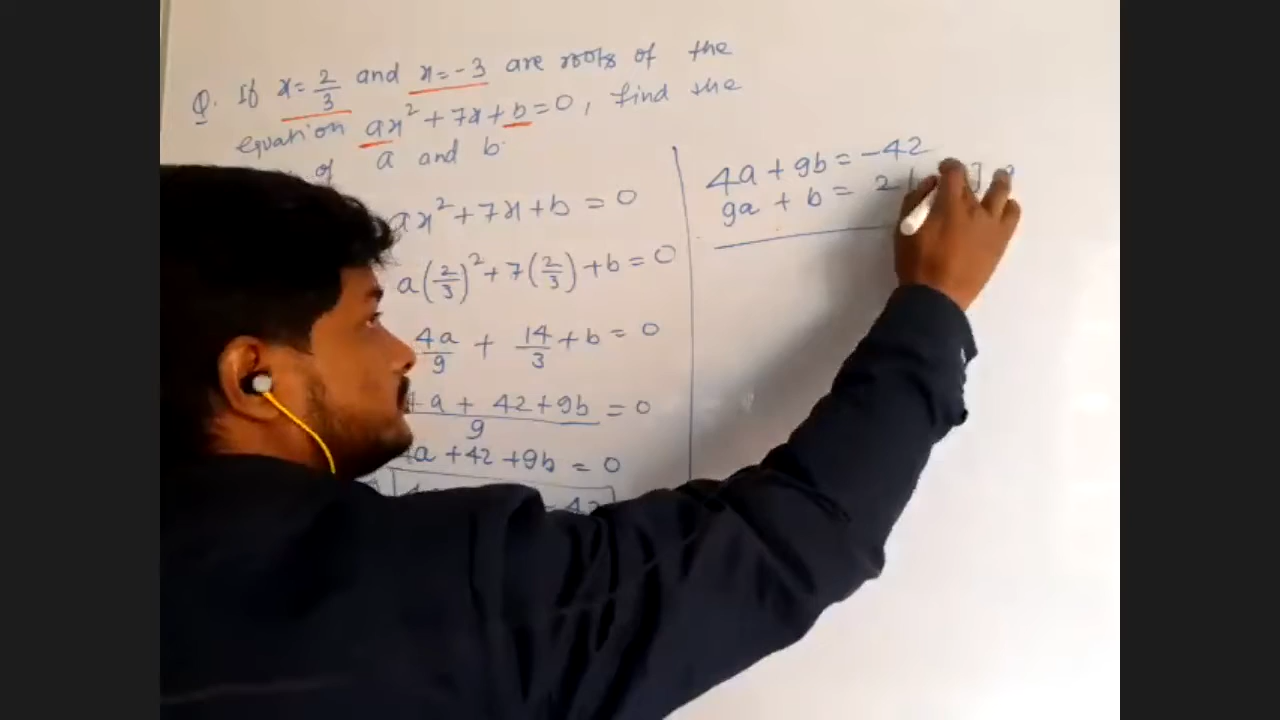 Q. If x = 2/3 and x = -3 are roots of the
equation ax² + 7x + b = 0, find the
of a and b.
ax² + 7x + b = 0
a(2/3)² + 7(2/3) + b = 0
4a/9 + 14/3 + b = 0
a + 42 + 9b / 9 = 0
4a + 42 + 9b = 0
42
4a + 9b = -42
9a + b = 21